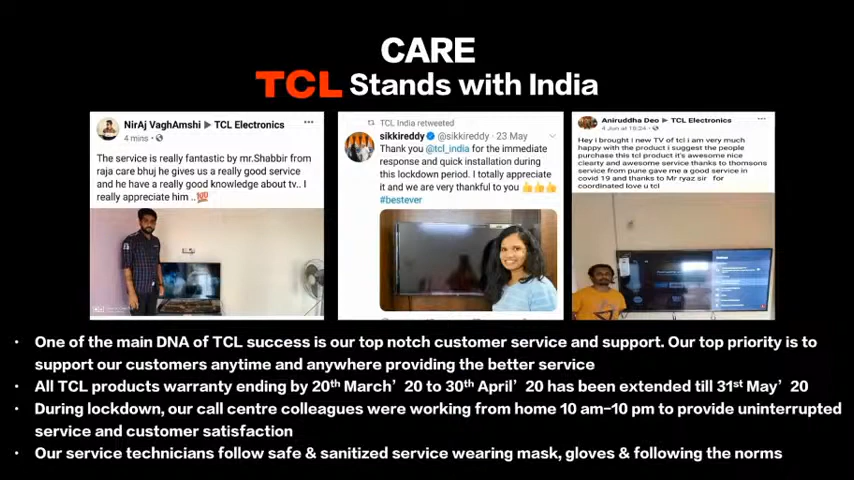 CARE
TCL Stands with India
NirAj VaghAmshi ▶ TCL Electronics
4 mins ·
The service is really fantastic by mr.Shabbir from
raja care bhuj he gives us a really good service
and he have a really good knowledge about tv.. I
really appreciate him ..💯
TCL India retweeted
sikkireddy @sikkireddy · 23 May
Thank you @tcl_india for the immediate
response and quick installation during
this lockdown period. I totally appreciate
it and we are very thankful to you 👍👍👍
#bestever
Aniruddha Deo ▶ TCL Electronics
4 Jun at 18:24 ·
Hey i brought i new TV of tcl i am very much
happy with the product i suggest the people
purchase this tcl product it's awesome nice
clearty and awesome service thanks to thomsons
service from pune gave me a good service in
covid 19 and thanks to Mr ryaz sir for
coordinated love u tcl
• One of the main DNA of TCL success is our top notch customer service and support. Our top priority is to
support our customers anytime and anywhere providing the better service
• All TCL products warranty ending by 20th March' 20 to 30th April' 20 has been extended till 31st May' 20
• During lockdown, our call centre colleagues were working from home 10 am–10 pm to provide uninterrupted
service and customer satisfaction
• Our service technicians follow safe & sanitized service wearing mask, gloves & following the norms